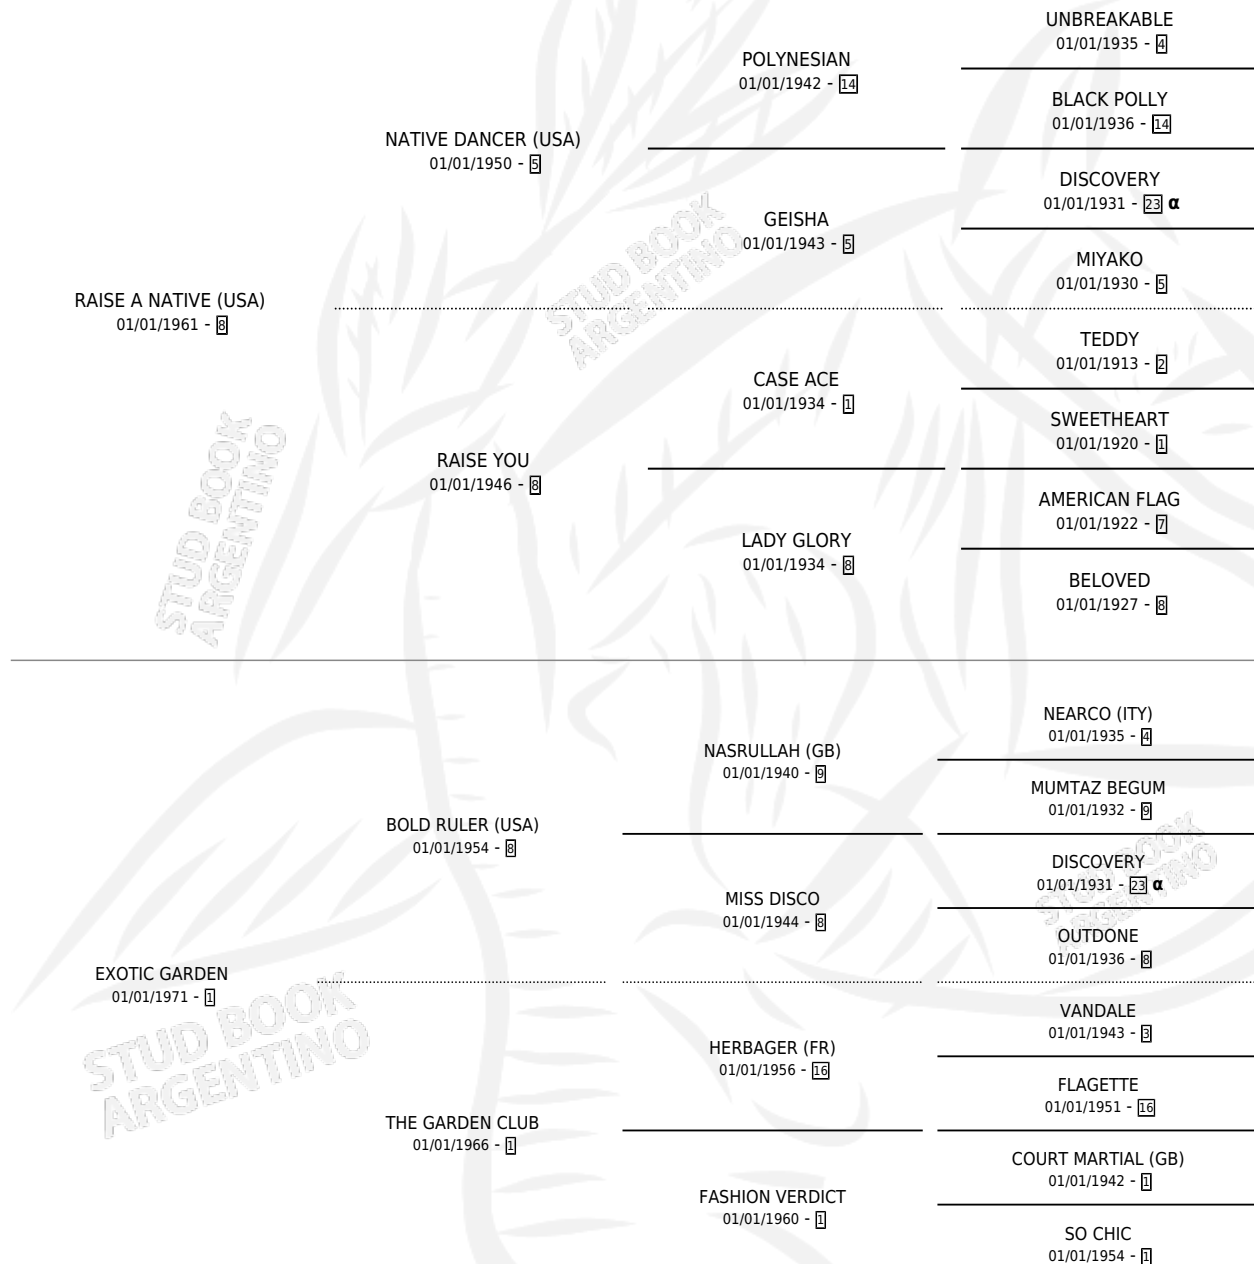 RAISE A NATIVE (USA)
01/01/1961 - 8
NATIVE DANCER (USA)
01/01/1950 - 5
POLYNESIAN
01/01/1942 - 14
UNBREAKABLE
01/01/1935 - 4
BLACK POLLY
01/01/1936 - 14
GEISHA
01/01/1943 - 5
DISCOVERY
01/01/1931 - 23 α
MIYAKO
01/01/1930 - 5
RAISE YOU
01/01/1946 - 8
CASE ACE
01/01/1934 - 1
TEDDY
01/01/1913 - 2
SWEETHEART
01/01/1920 - 1
LADY GLORY
01/01/1934 - 8
AMERICAN FLAG
01/01/1922 - 7
BELOVED
01/01/1927 - 8
EXOTIC GARDEN
01/01/1971 - 1
BOLD RULER (USA)
01/01/1954 - 8
NASRULLAH (GB)
01/01/1940 - 9
NEARCO (ITY)
01/01/1935 - 4
MUMTAZ BEGUM
01/01/1932 - 9
MISS DISCO
01/01/1944 - 8
DISCOVERY
01/01/1931 - 23 α
OUTDONE
01/01/1936 - 8
THE GARDEN CLUB
01/01/1966 - 1
HERBAGER (FR)
01/01/1956 - 16
VANDALE
01/01/1943 - 3
FLAGETTE
01/01/1951 - 16
FASHION VERDICT
01/01/1960 - 1
COURT MARTIAL (GB)
01/01/1942 - 1
SO CHIC
01/01/1954 - 1
STUD BOOK
ARGENTINO
STUD BOOK
ARGENTINO
STUD BOOK
ARGENTINO
STUD BOOK
ARGENTINO